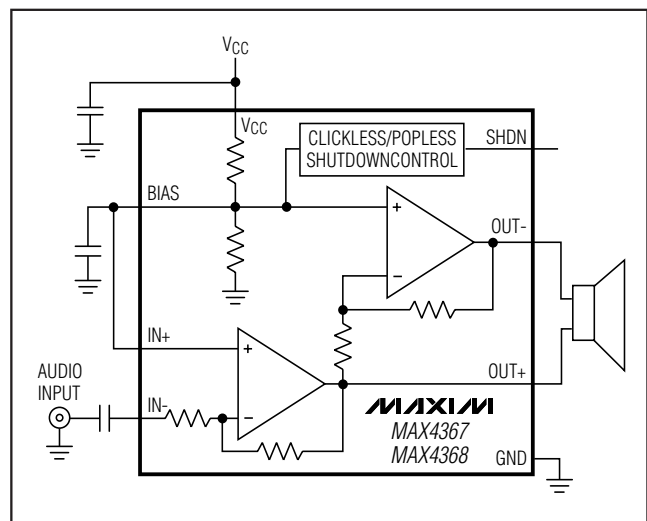 VCC
VCC
CLICKLESS/POPLESS
SHUTDOWNCONTROL
SHDN
BIAS
+
−
OUT-
IN+
+
AUDIO
INPUT
IN-
−
OUT+
MAXIM
MAX4367
MAX4368
GND